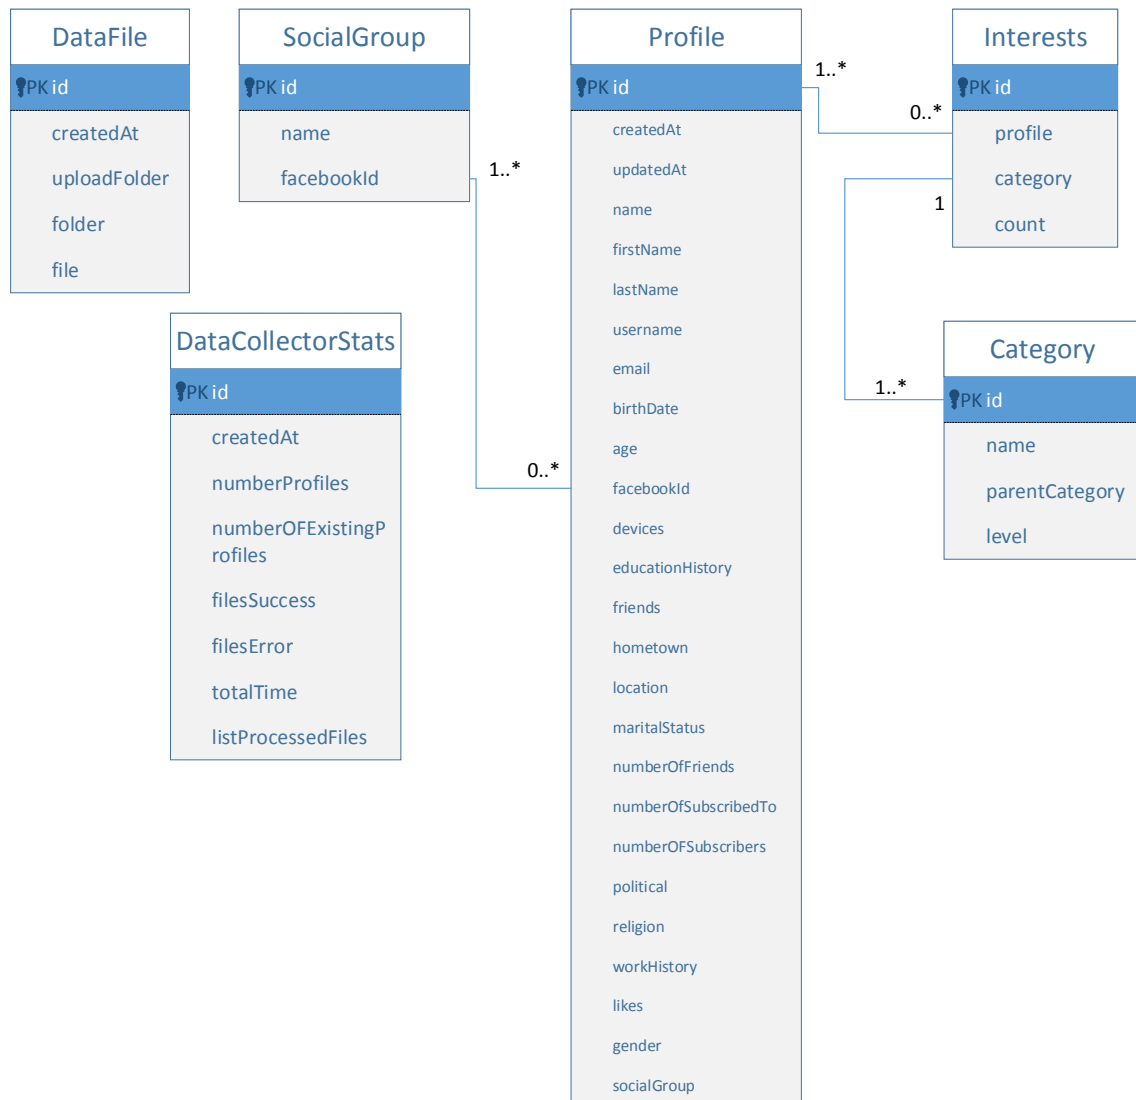 DataFile
PK id
createdAt
uploadFolder
folder
file
SocialGroup
PK id
name
facebookId
1..*
0..*
DataCollectorStats
PK id
createdAt
numberProfiles
numberOFExistingP
rofiles
filesSuccess
filesError
totalTime
listProcessedFiles
Profile
PK id
createdAt
updatedAt
name
firstName
lastName
username
email
birthDate
age
facebookId
devices
educationHistory
friends
hometown
location
maritalStatus
numberOfFriends
numberOfSubscribedTo
numberOFSubscribers
political
religion
workHistory
likes
gender
socialGroup
1..*
0..*
Interests
PK id
profile
category
count
1
1..*
Category
PK id
name
parentCategory
level